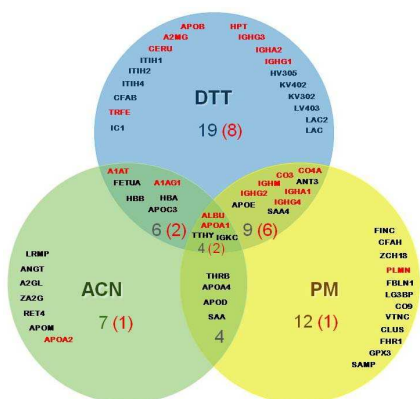 APOB
HPT
A2MG
IGHG3
CERU
IGHA2
ITIH1
IGHG1
ITIH2
HV305
ITIH4
KV402
CFAB
KV302
TRFE
LV403
IC1
LAC2
LAC
DTT
19 (8)
A1AT
FETUA
A1AG1
HBB
HBA
APOC3
6 (2)
ALBU
APOA1
TTHY
IGKC
4 (2)
CO3
CO4A
IGHM
ANT3
IGHG2
IGHA1
APOE
IGHG4
SAA4
9 (6)
LRMP
ANGT
A2GL
ZA2G
RET4
APOM
APOA2
ACN
7 (1)
THRB
APOA4
APOD
SAA
4
PM
12 (1)
FINC
CFAH
ZCH18
PLMN
FBLN1
LG3BP
CO9
VTNC
CLUS
FHR1
GPX3
SAMP